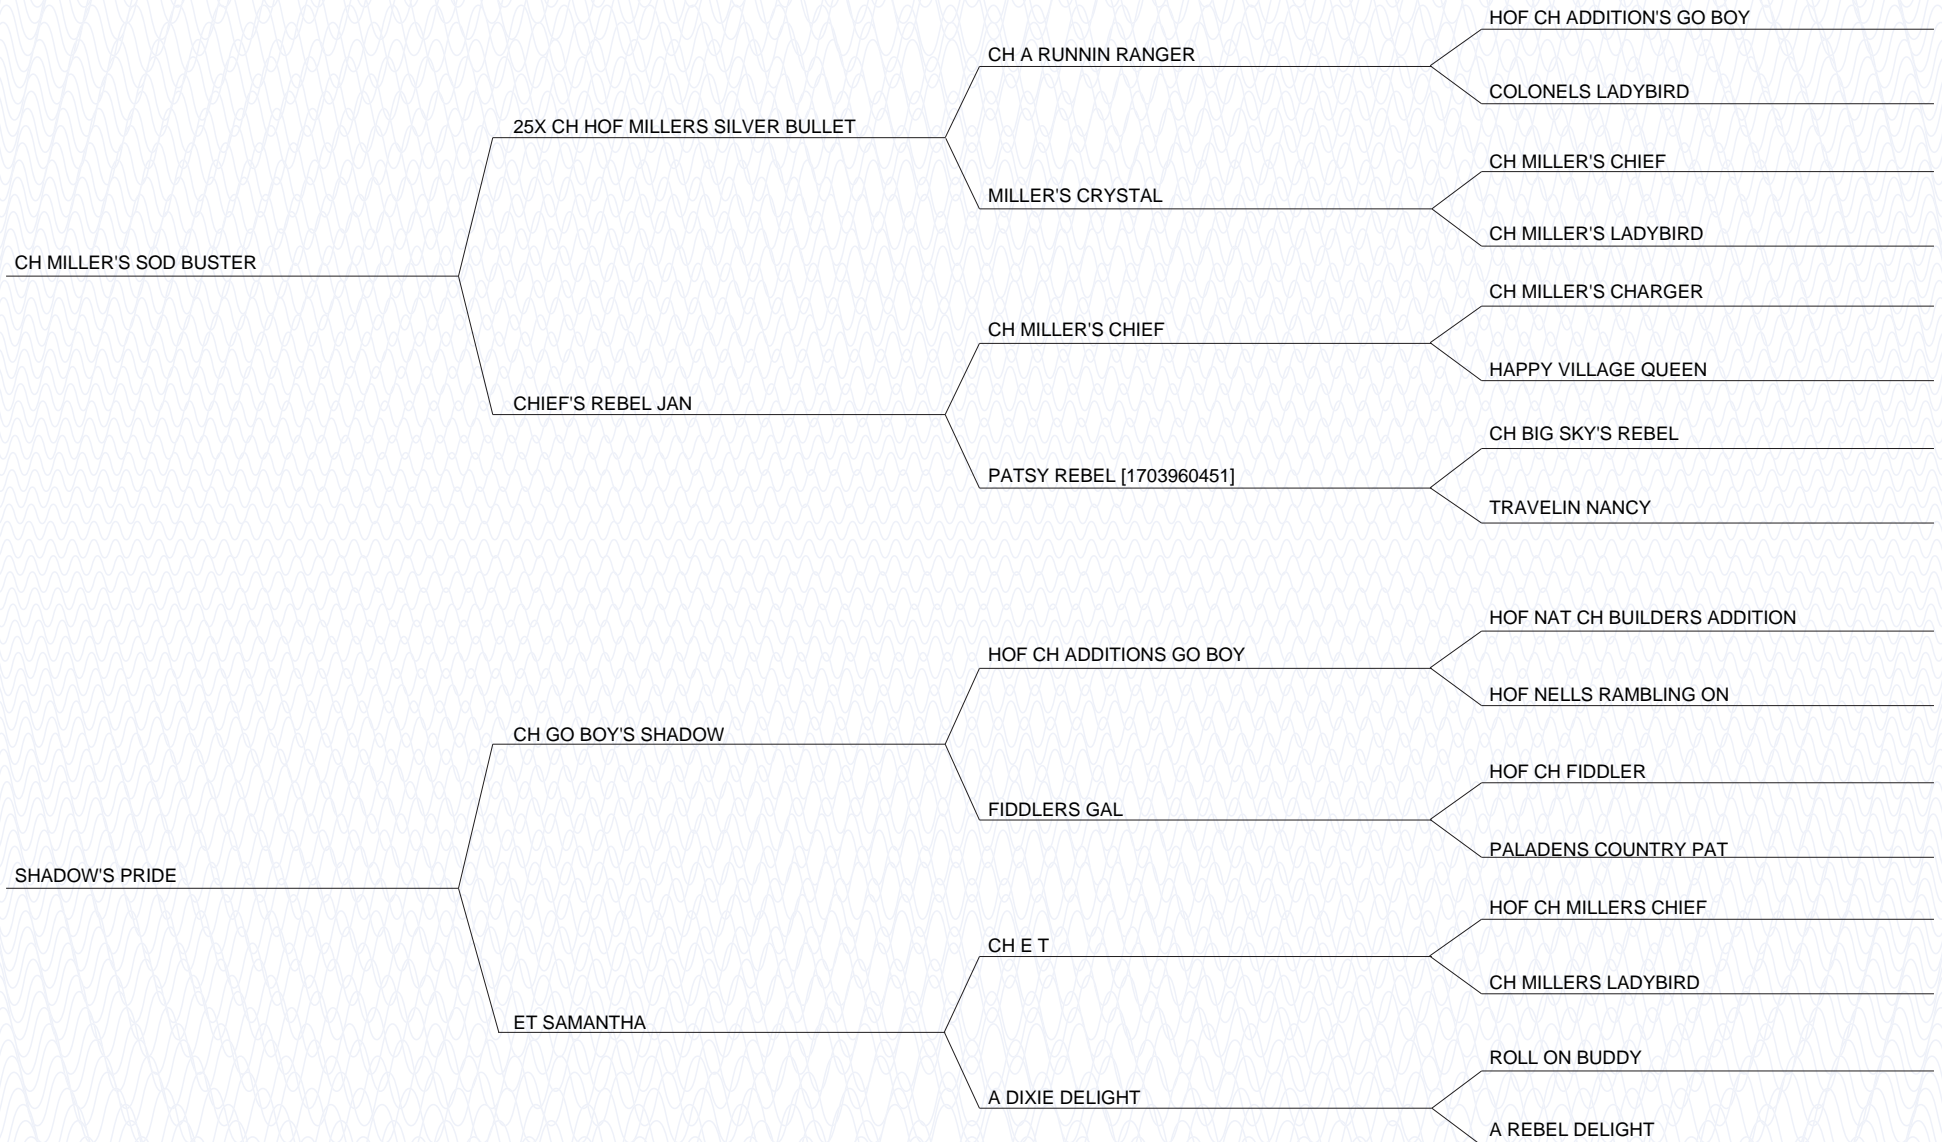 HOF CH ADDITION'S GO BOY
CH A RUNNIN RANGER
COLONELS LADYBIRD
25X CH HOF MILLERS SILVER BULLET
CH MILLER'S CHIEF
MILLER'S CRYSTAL
CH MILLER'S LADYBIRD
CH MILLER'S SOD BUSTER
CH MILLER'S CHARGER
CH MILLER'S CHIEF
HAPPY VILLAGE QUEEN
CHIEF'S REBEL JAN
CH BIG SKY'S REBEL
PATSY REBEL [1703960451]
TRAVELIN NANCY
HOF NAT CH BUILDERS ADDITION
HOF CH ADDITIONS GO BOY
HOF NELLS RAMBLING ON
CH GO BOY'S SHADOW
HOF CH FIDDLER
FIDDLERS GAL
PALADENS COUNTRY PAT
SHADOW'S PRIDE
HOF CH MILLERS CHIEF
CH E T
CH MILLERS LADYBIRD
ET SAMANTHA
ROLL ON BUDDY
A DIXIE DELIGHT
A REBEL DELIGHT